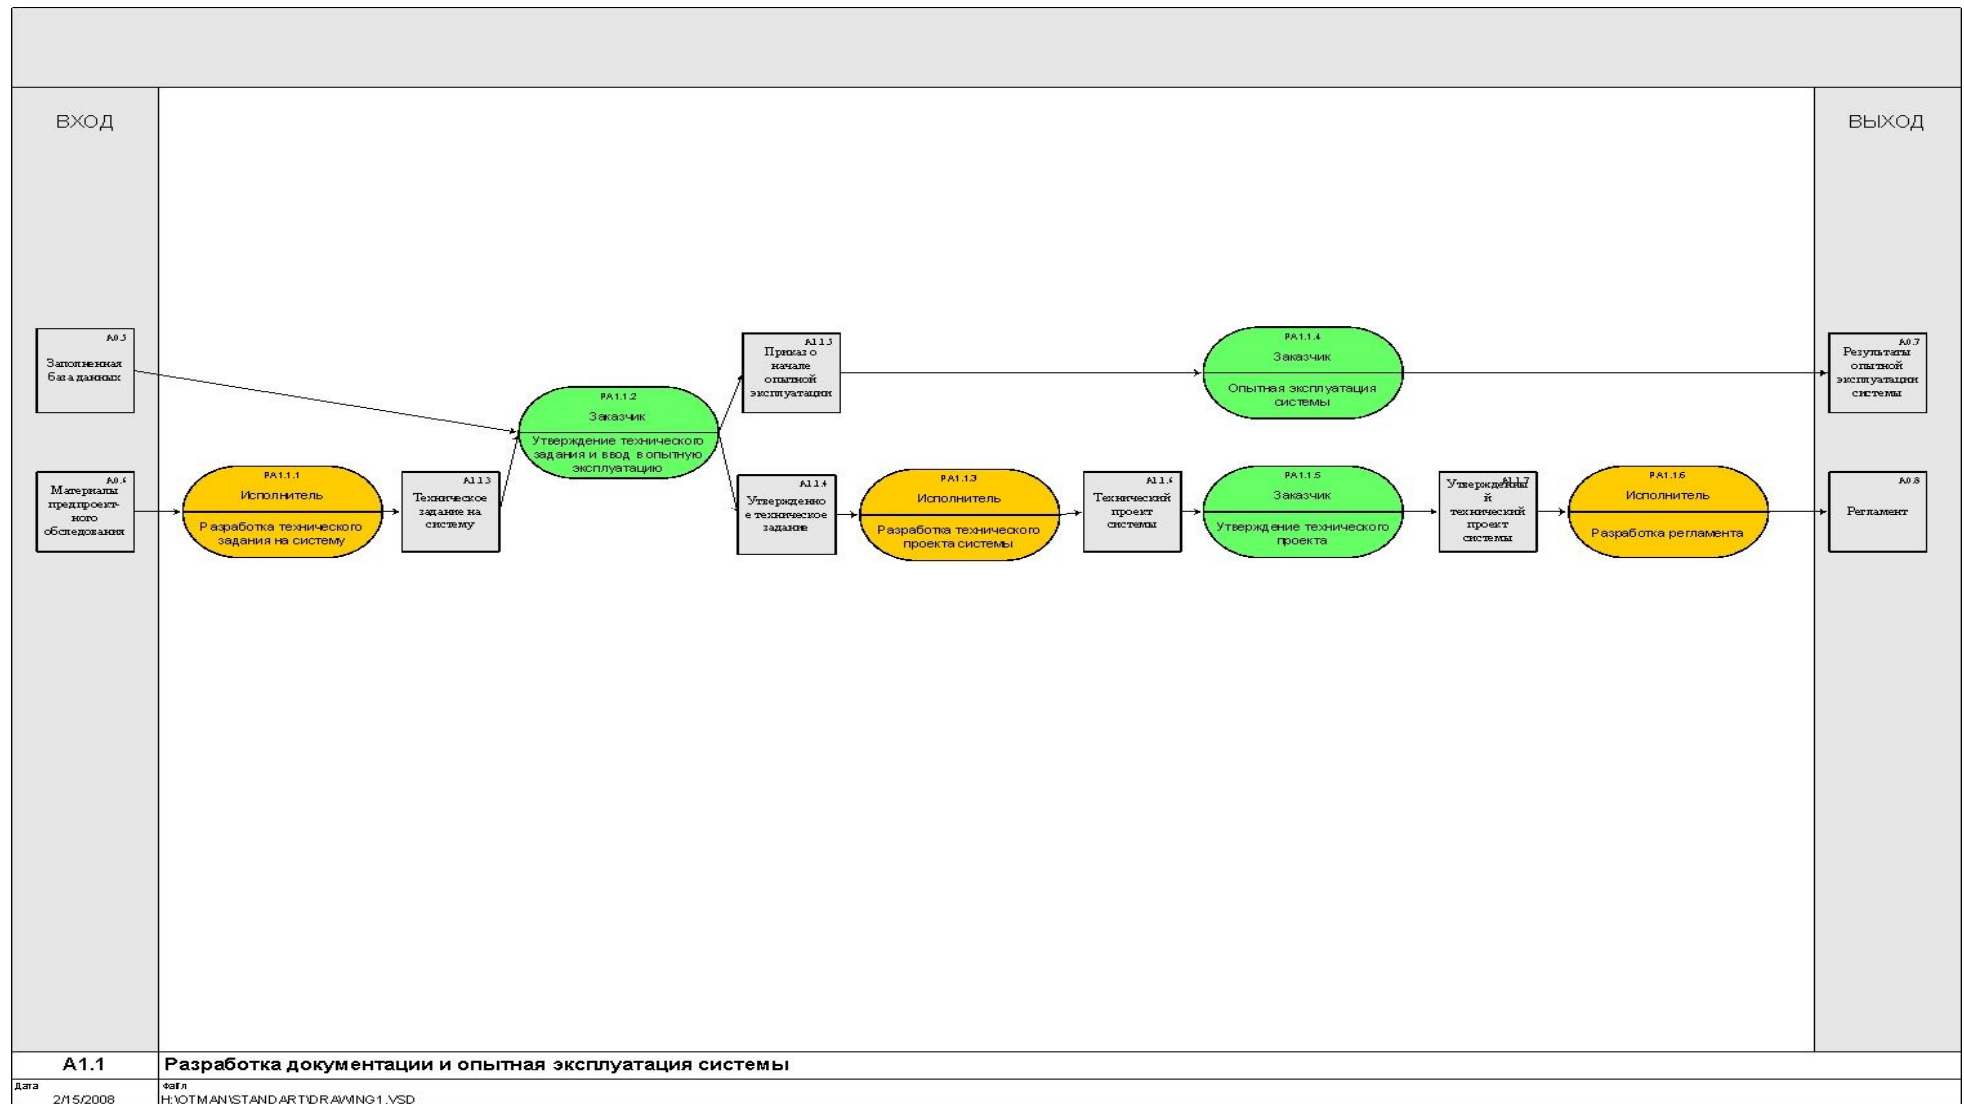 ВХОД
ВЫХОД
А0.5
Заполненная
база данных
А0.6
Материалы
предпроект-
ного
обследования
РА1.1.1
Исполнитель
Разработка технического
задания на систему
А1.1.3
Техническое
задание на
систему
РА1.1.2
Заказчик
Утверждение технического
задания и ввод в опытную
эксплуатацию
А1.1.5
Приказ о
начале
опытной
эксплуатации
А1.1.4
Утвержденно
е техническое
задание
РА1.1.3
Исполнитель
Разработка технического
проекта системы
А1.1.6
Технический
проект
системы
РА1.1.4
Заказчик
Опытная эксплуатация
системы
РА1.1.5
Заказчик
Утверждение технического
проекта
А1.1.7
Утвержденны
й
технический
проект
системы
РА1.1.6
Исполнитель
Разработка регламента
А0.7
Результаты
опытной
эксплуатации
системы
А0.8
Регламент
А1.1
Разработка документации и опытная эксплуатация системы
Дата
Файл
2/15/2008
H:\OTMAN\STANDART\DRAWING1.VSD